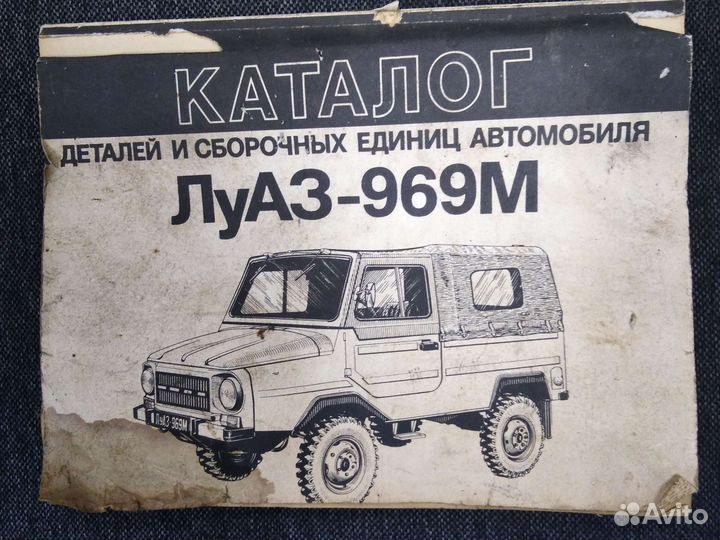 КАТАЛОГ
ДЕТАЛЕЙ И СБОРОЧНЫХ ЕДИНИЦ АВТОМОБИЛЯ
ЛуАЗ-969М
ЛуАЗ-969М
Avito